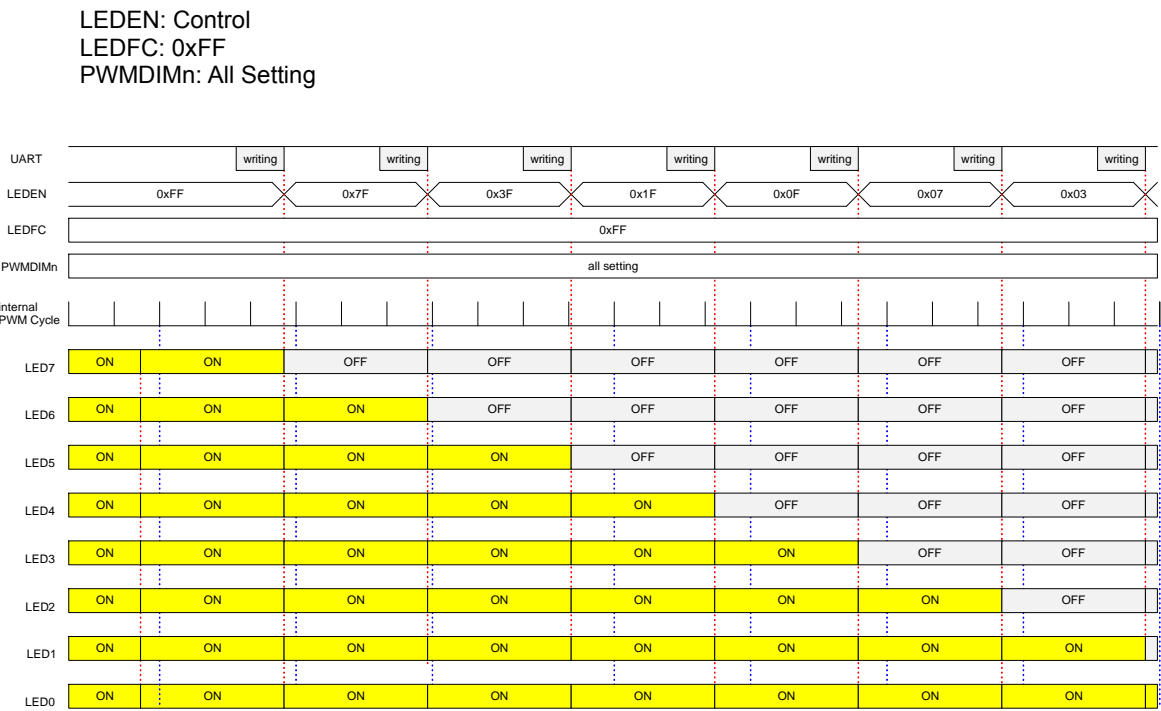 LEDEN: Control
LEDFC: 0xFF
PWMDIMn: All Setting
UART writing writing writing writing writing writing writing
LEDEN 0xFF 0x7F 0x3F 0x1F 0x0F 0x07 0x03
LEDFC 0xFF
PWMDIMn all setting
internal
PWM Cycle
LED7 ON ON OFF OFF OFF OFF OFF OFF
LED6 ON ON ON OFF OFF OFF OFF OFF
LED5 ON ON ON ON OFF OFF OFF OFF
LED4 ON ON ON ON ON OFF OFF OFF
LED3 ON ON ON ON ON ON OFF OFF
LED2 ON ON ON ON ON ON ON OFF
LED1 ON ON ON ON ON ON ON ON
LED0 ON ON ON ON ON ON ON ON